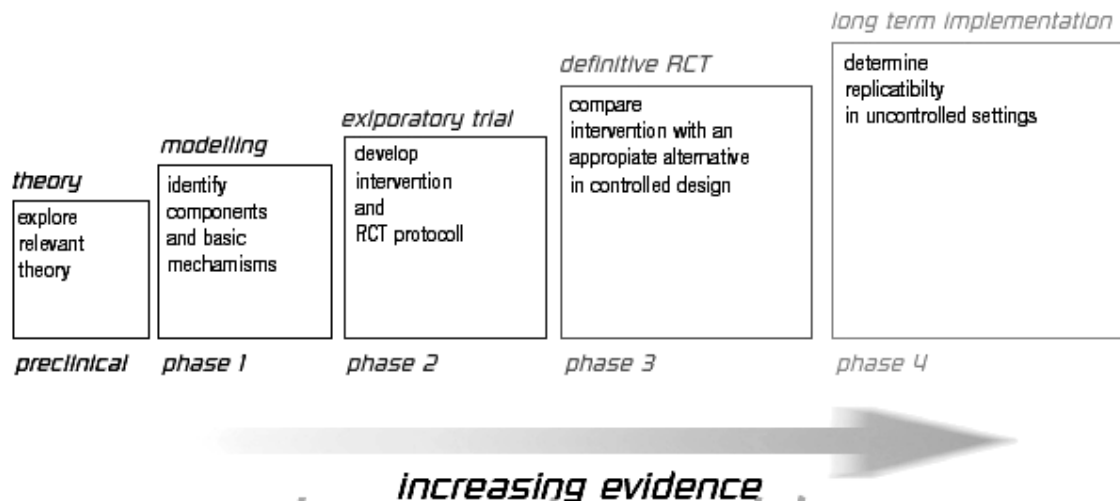 theory
explore
relevant
theory
preclinical
modelling
identify
components
and basic
mechamisms
phase 1
exlporatory trial
develop
intervention
and
RCT protocoll
phase 2
definitive RCT
compare
intervention with an
appropiate alternative
in controlled design
phase 3
long term implementation
determine
replicatibilty
in uncontrolled settings
phase 4
increasing evidence